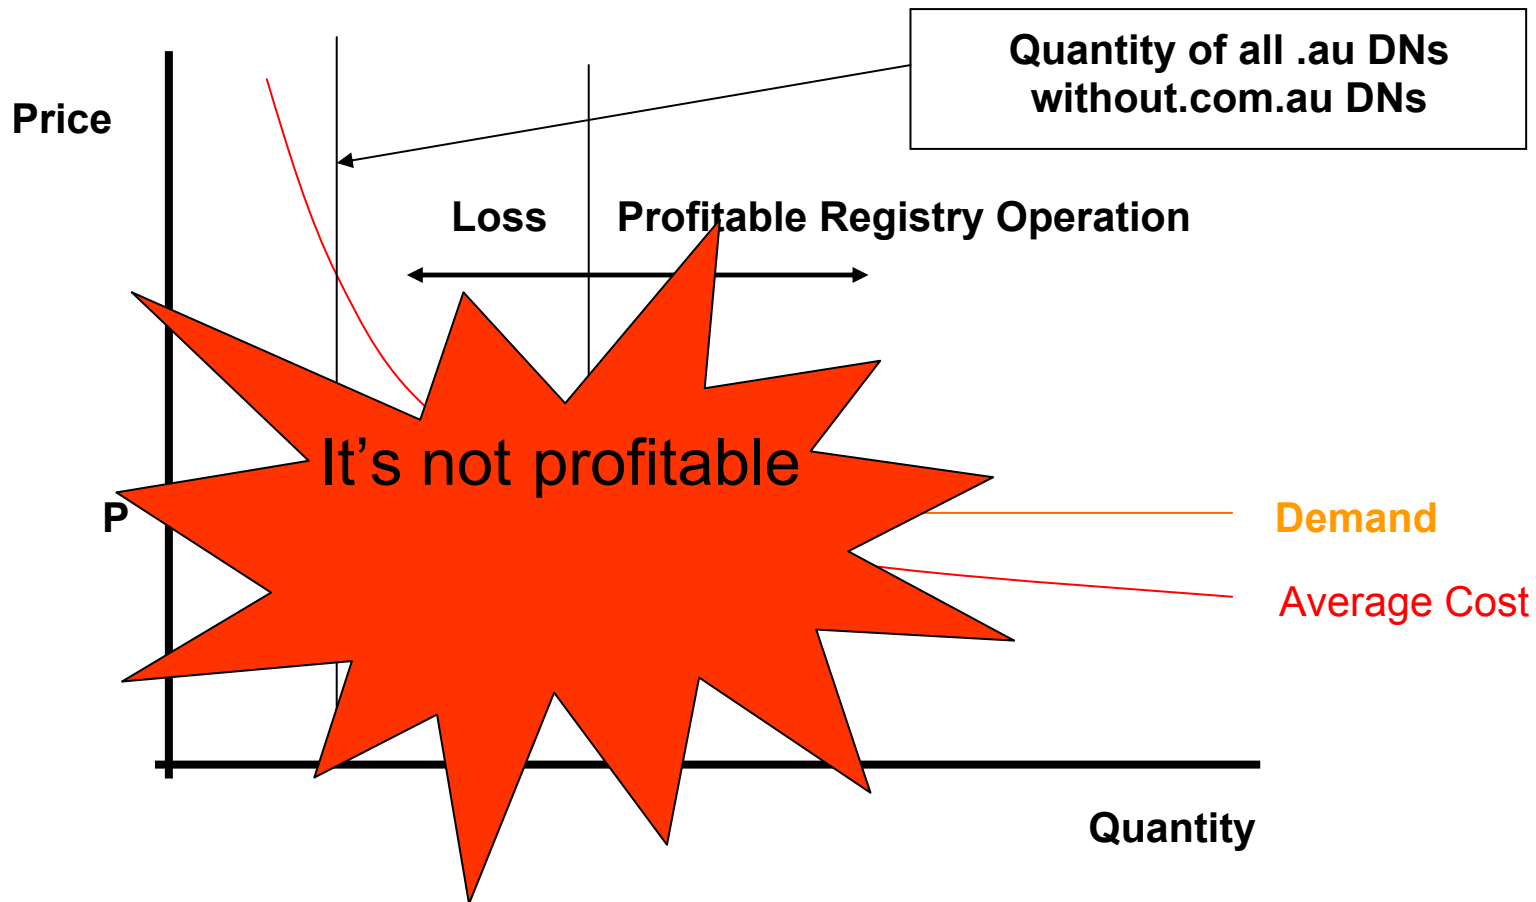 Quantity of all .au DNs
without.com.au DNs
Price
Loss
Profitable Registry Operation
It’s not profitable
P
Demand
Average Cost
Quantity